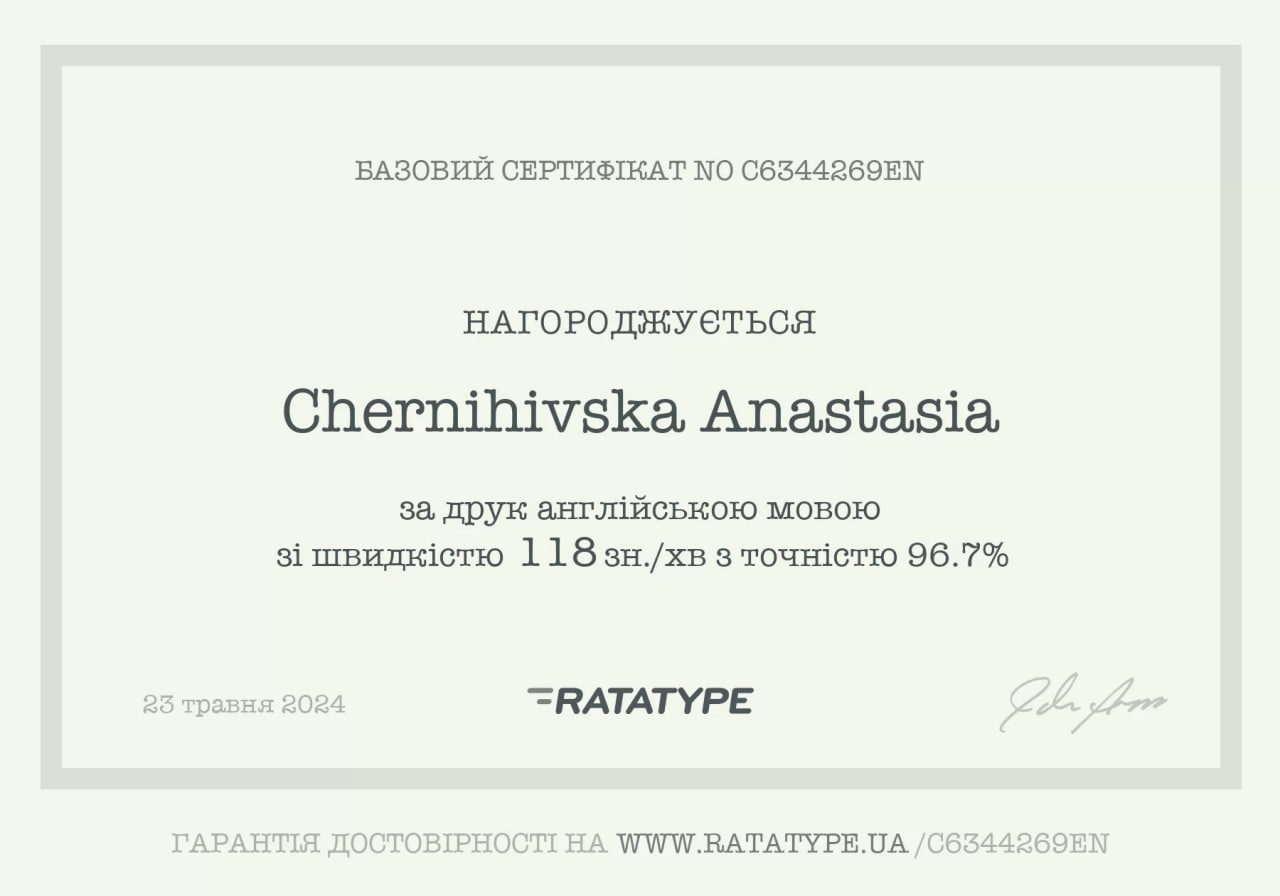 БАЗОВИЙ СЕРТИФІКАТ NO C6344269EN
НАГОРОДЖУЄТЬСЯ
Chernihivska Anastasia
за друк англійською мовою
зі швидкістю 118 зн./хв з точністю 96.7%
23 травня 2024
RATATYPE
ГАРАНТІЯ ДОСТОВІРНОСТІ НА WWW.RATATYPE.UA /C6344269EN